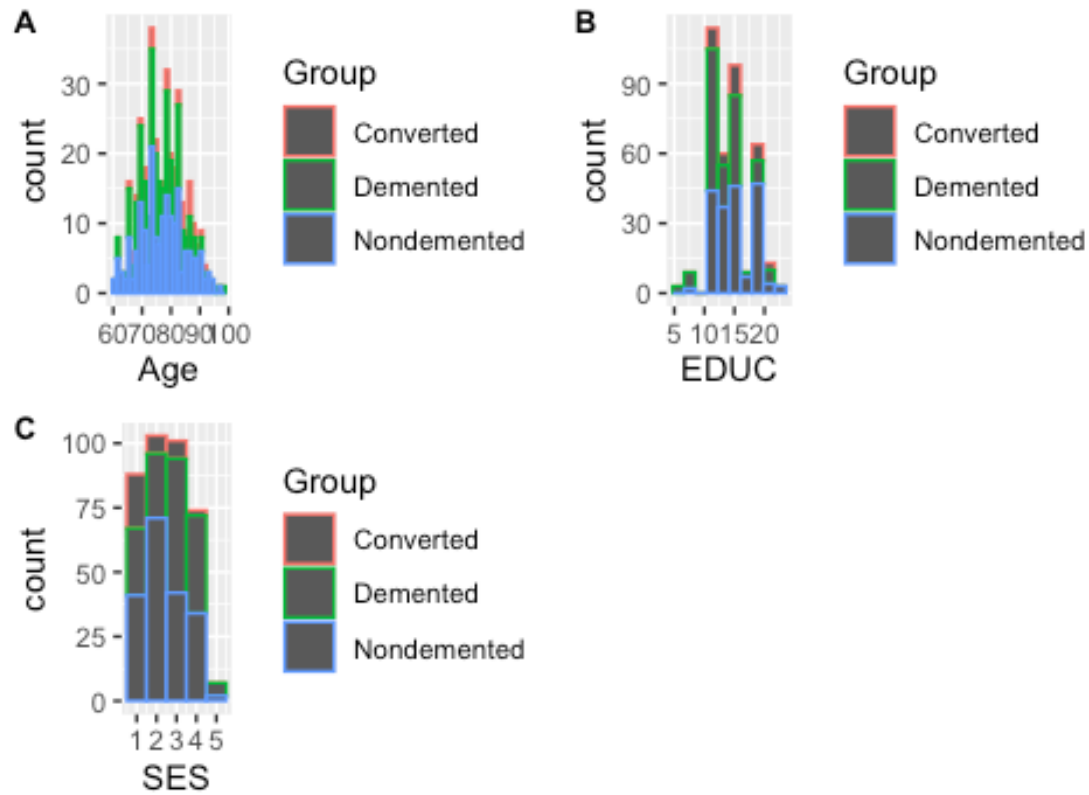 A
count
30
20
10
0
60708090100
Age
Group
Converted
Demented
Nondemented
B
count
90
60
30
0
5 101520
EDUC
Group
Converted
Demented
Nondemented
C
count
100
75
50
25
0
1 2 3 4 5
SES
Group
Converted
Demented
Nondemented